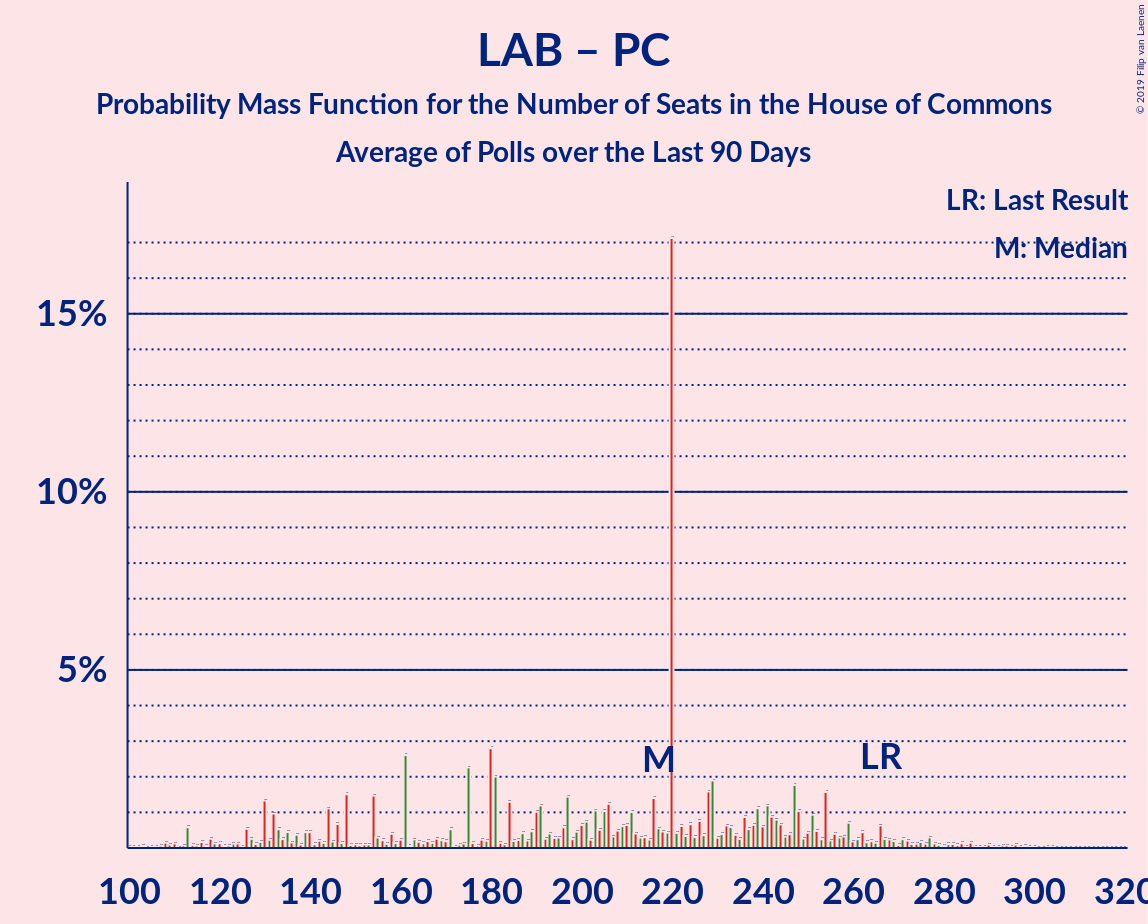 LAB – PC
Probability Mass Function for the Number of Seats in the House of Commons
Average of Polls over the Last 90 Days
© 2019 Filip van Laenen
LR: Last Result
M: Median
15%
10%
5%
M
LR
100 120 140 160 180 200 220 240 260 280 300 320